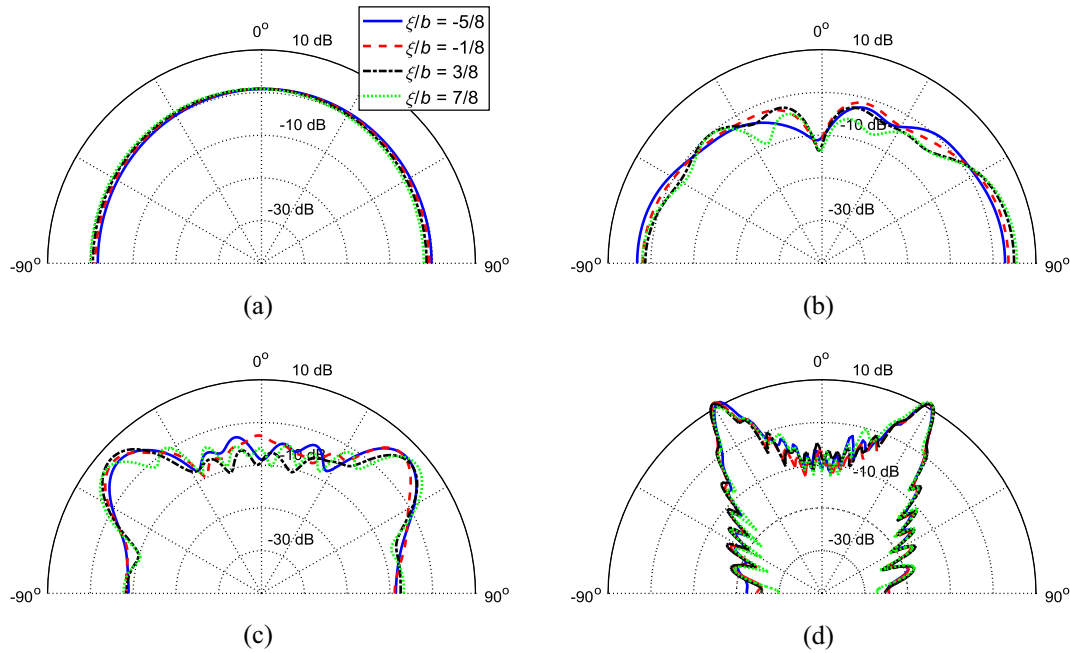 0°
10 dB
-10 dB
-30 dB
-90°
90°
ξ/b = -5/8
ξ/b = -1/8
ξ/b = 3/8
ξ/b = 7/8
(a)
0°
10 dB
-10 dB
-30 dB
-90°
90°
(b)
0°
10 dB
-10 dB
-30 dB
-90°
90°
(c)
0°
10 dB
-10 dB
-30 dB
-90°
90°
(d)